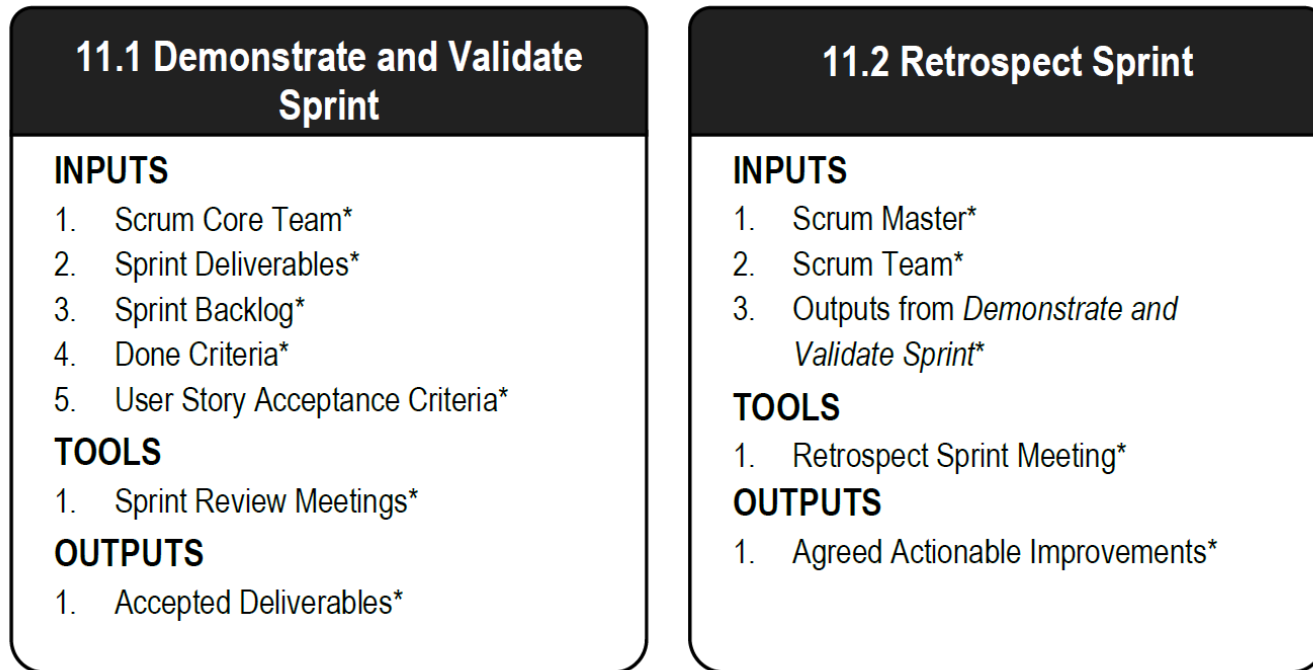 11.1 Demonstrate and Validate
Sprint
INPUTS
1. Scrum Core Team*
2. Sprint Deliverables*
3. Sprint Backlog*
4. Done Criteria*
5. User Story Acceptance Criteria*
TOOLS
1. Sprint Review Meetings*
OUTPUTS
1. Accepted Deliverables*
11.2 Retrospect Sprint
INPUTS
1. Scrum Master*
2. Scrum Team*
3. Outputs from Demonstrate and
Validate Sprint*
TOOLS
1. Retrospect Sprint Meeting*
OUTPUTS
1. Agreed Actionable Improvements*